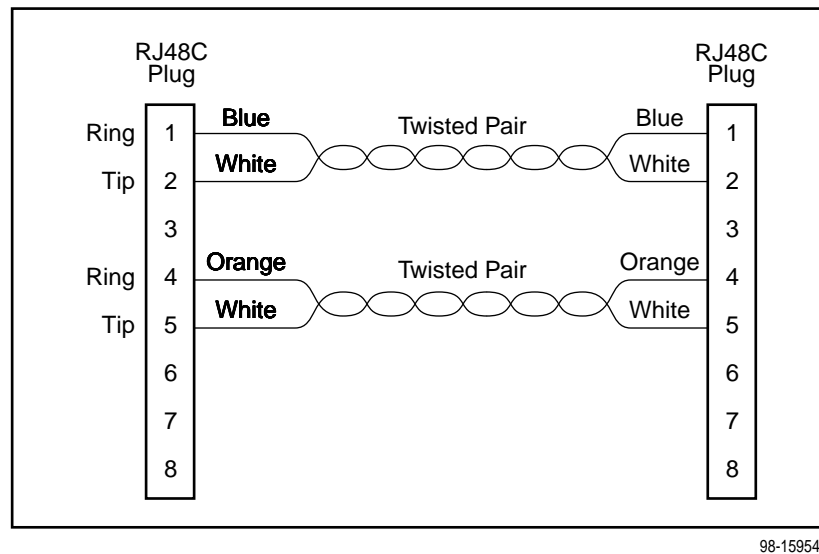 RJ48C
Plug
RJ48C
Plug
Ring 1 Blue Twisted Pair Blue 1
Tip 2 White White 2
3 3
Ring 4 Orange Twisted Pair Orange 4
Tip 5 White White 5
6 6
7 7
8 8
98-15954